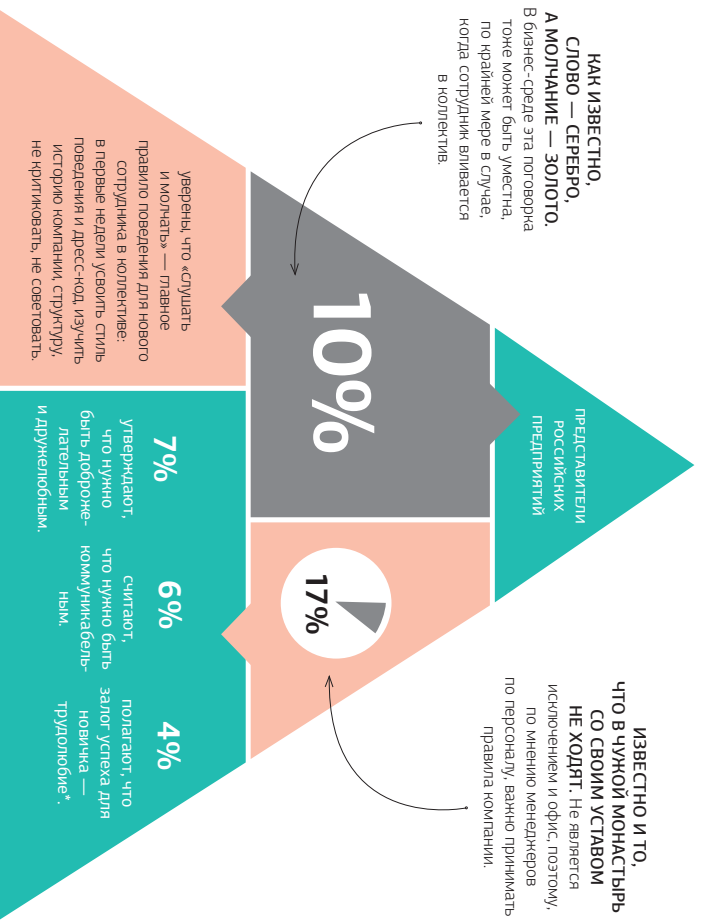 КАК ИЗВЕСТНО,
СЛОВО — СЕРЕБРО,
А МОЛЧАНИЕ — ЗОЛОТО.
В бизнес-среде эта поговорка
тоже может быть уместна,
по крайней мере в случае,
когда сотрудник вливается
в коллектив.
ИЗВЕСТНО И ТО,
ЧТО В ЧУЖОЙ МОНАСТЫРЬ
СО СВОИМ УСТАВОМ
НЕ ХОДЯТ. Не является
исключением и офис, поэтому,
по мнению менеджеров
по персоналу, важно принимать
правила компании.
ПРЕДСТАВИТЕЛИ
РОССИЙСКИХ
ПРЕДПРИЯТИЙ
10%
17%
уверены, что «слушать
и молчать» — главное
правило поведения для нового
сотрудника в коллективе:
в первые недели усвоить стиль
поведения и дресс-код, изучить
историю компании, структуру,
не критиковать, не советовать.
7%
утверждают,
что нужно
быть доброже-
лательным
и дружелюбным.
6%
считают,
что нужно быть
коммуникабель-
ным.
4%
полагают, что
залог успеха для
новичка —
трудолюбие*.